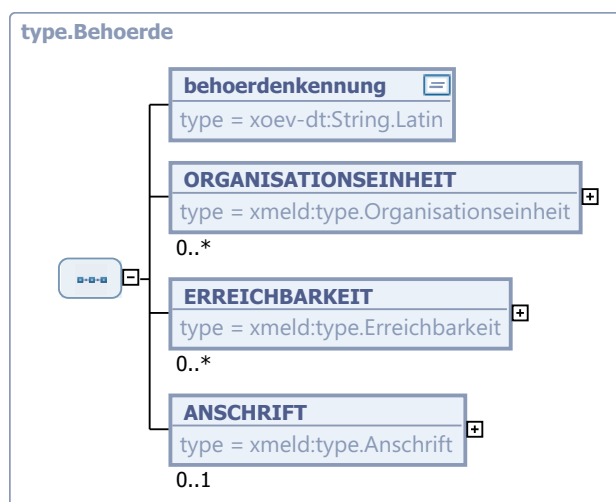 type.Behoerde
behoerdenkennung
type = xoev-dt:String.Latin
ORGANISATIONSEINHEIT
type = xmeld:type.Organisationseinheit
0..*
ERREICHBARKEIT
type = xmeld:type.Erreichbarkeit
0..*
ANSCHRIFT
type = xmeld:type.Anschrift
0..1